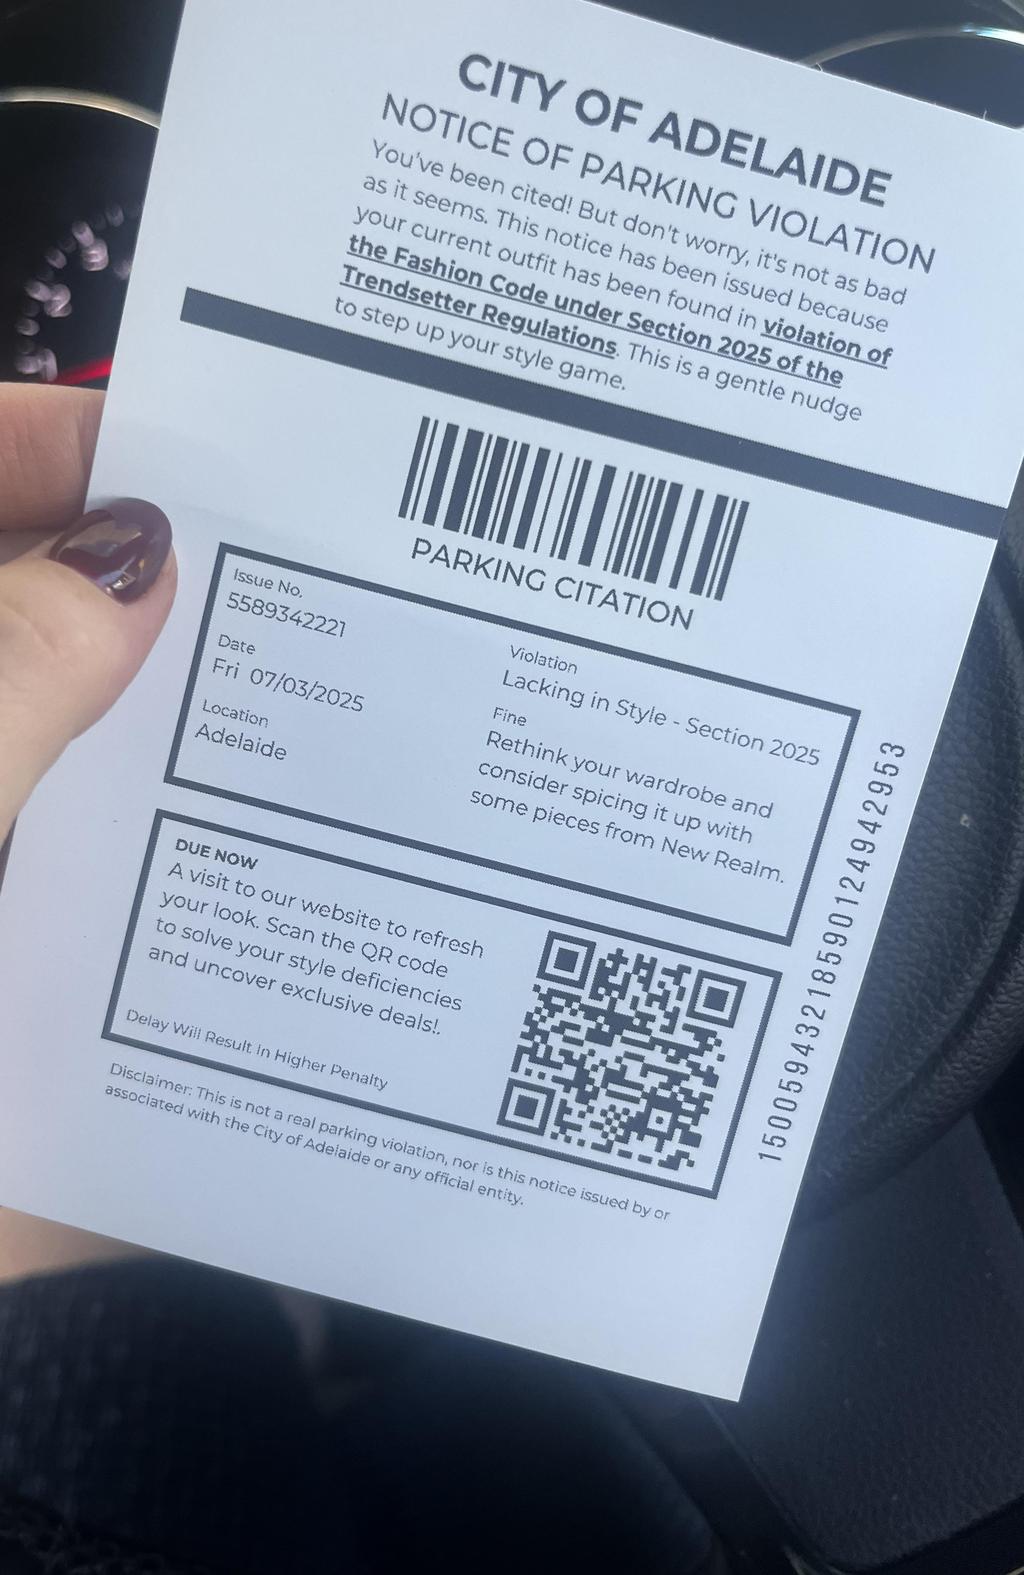 CITY OF ADELAIDE
NOTICE OF PARKING VIOLATION
You've been cited! But don't worry, it's not as bad
as it seems. This notice has been issued because
your current outfit has been found in violation of
the Fashion Code under Section 2025 of the
Trendsetter Regulations. This is a gentle nudge
to step up your style game.
PARKING CITATION
Issue No.
5589342221
Date
Fri 07/03/2025
Location
Adelaide
Violation
Lacking in Style - Section 2025
Fine
Rethink your wardrobe and
consider spicing it up with
some pieces from New Realm.
DUE NOW
A visit to our website to refresh
your look. Scan the QR code
to solve your style deficiencies
and uncover exclusive deals!.
Delay Will Result In Higher Penalty
Disclaimer: This is not a real parking violation, nor is this notice issued by or
associated with the City of Adelaide or any official entity.
15005943218590124942953